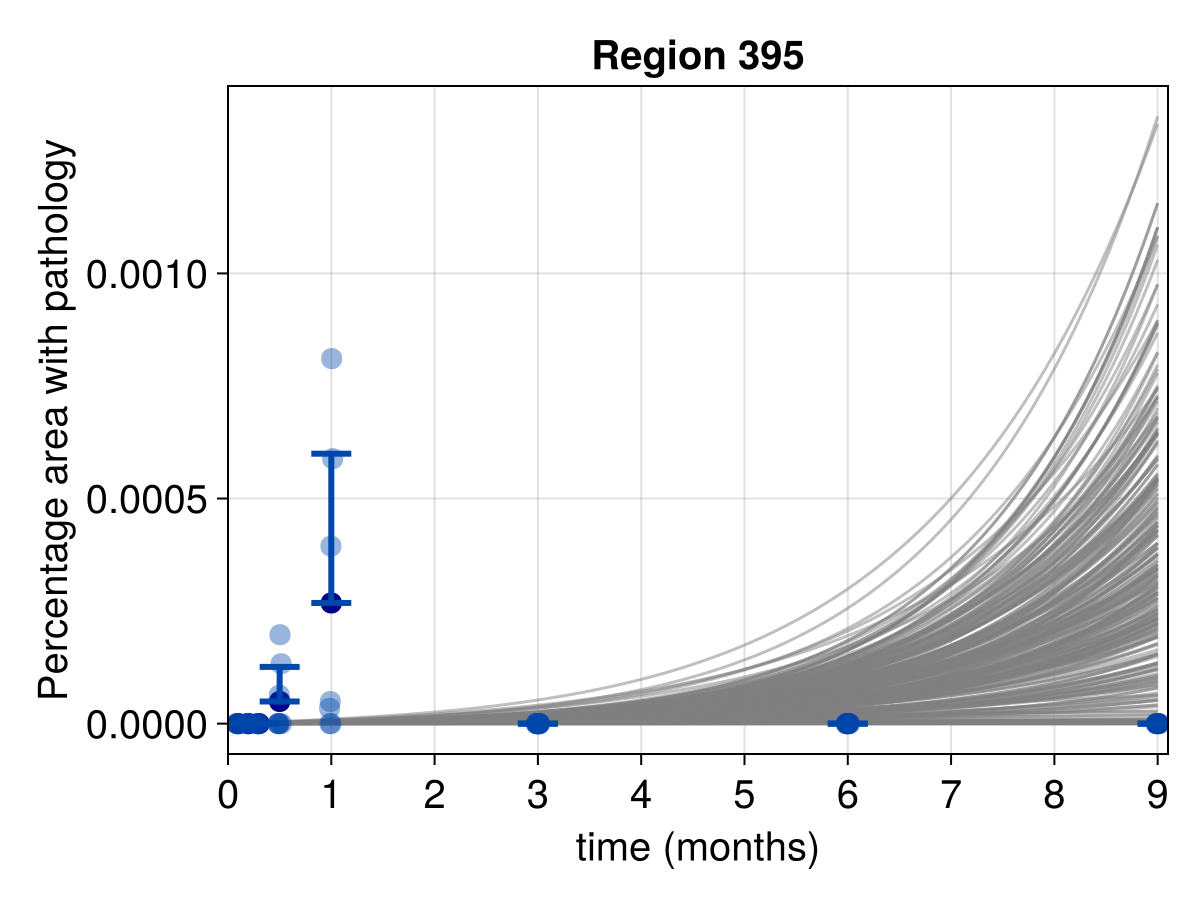 Region 395
Percentage area with pathology
0.0010
0.0005
0.0000
0 1 2 3 4 5 6 7 8 9
time (months)